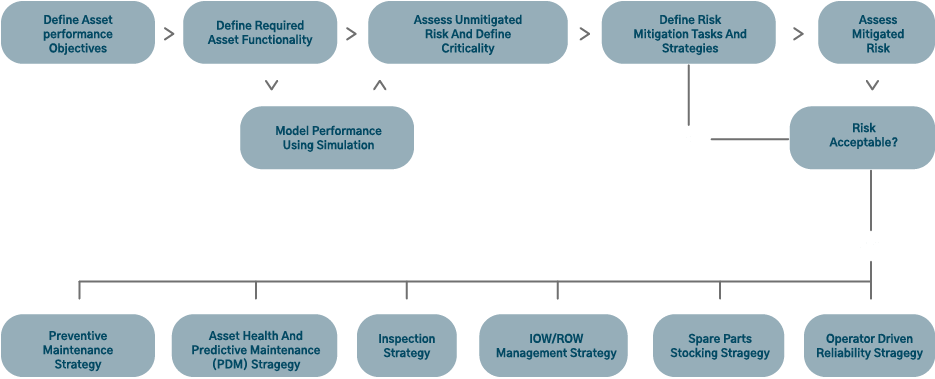 Define Asset
performance
Objectives
Define Required
Asset Functionality
Assess Unmitigated
Risk And Define
Criticality
Define Risk
Mitigation Tasks And
Strategies
Assess
Mitigated
Risk
Model Performance
Using Simulation
Risk
Acceptable?
Preventive
Maintenance
Strategy
Asset Health And
Predictive Maintenance
(PDM) Stragegy
Inspection
Strategy
IOW/ROW
Management Strategy
Spare Parts
Stocking Stragegy
Operator Driven
Reliability Stragegy